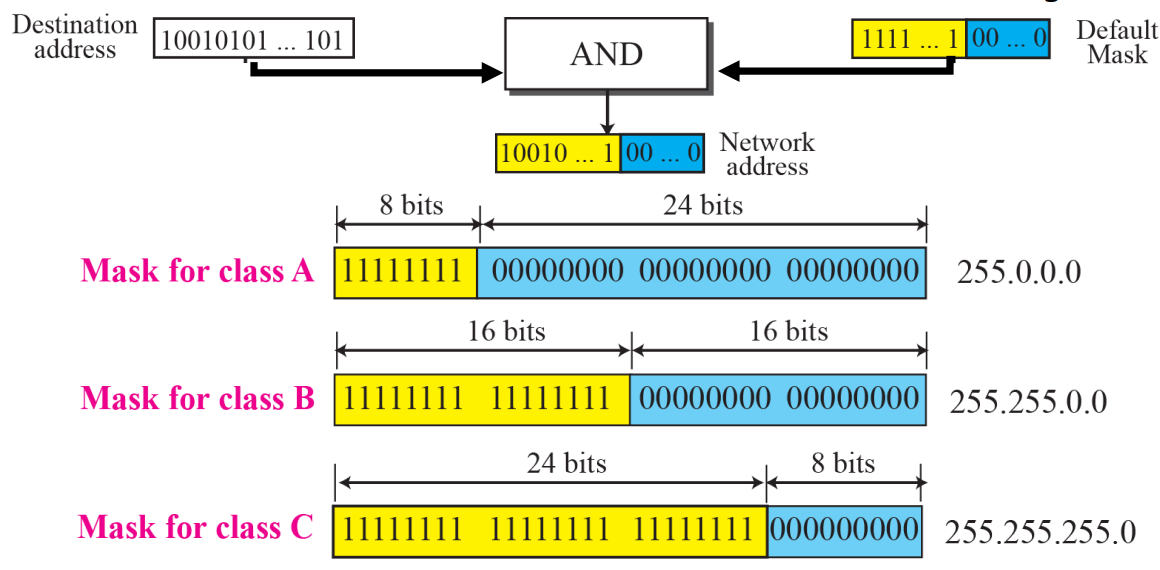 Destination
address
10010101 ... 101
AND
1111 ... 1 00 ... 0
Default
Mask
10010 ... 1 00 ... 0
Network
address
8 bits 24 bits
Mask for class A 11111111 00000000 00000000 00000000 255.0.0.0
16 bits 16 bits
Mask for class B 11111111 11111111 00000000 00000000 255.255.0.0
24 bits 8 bits
Mask for class C 11111111 11111111 11111111 000000000 255.255.255.0